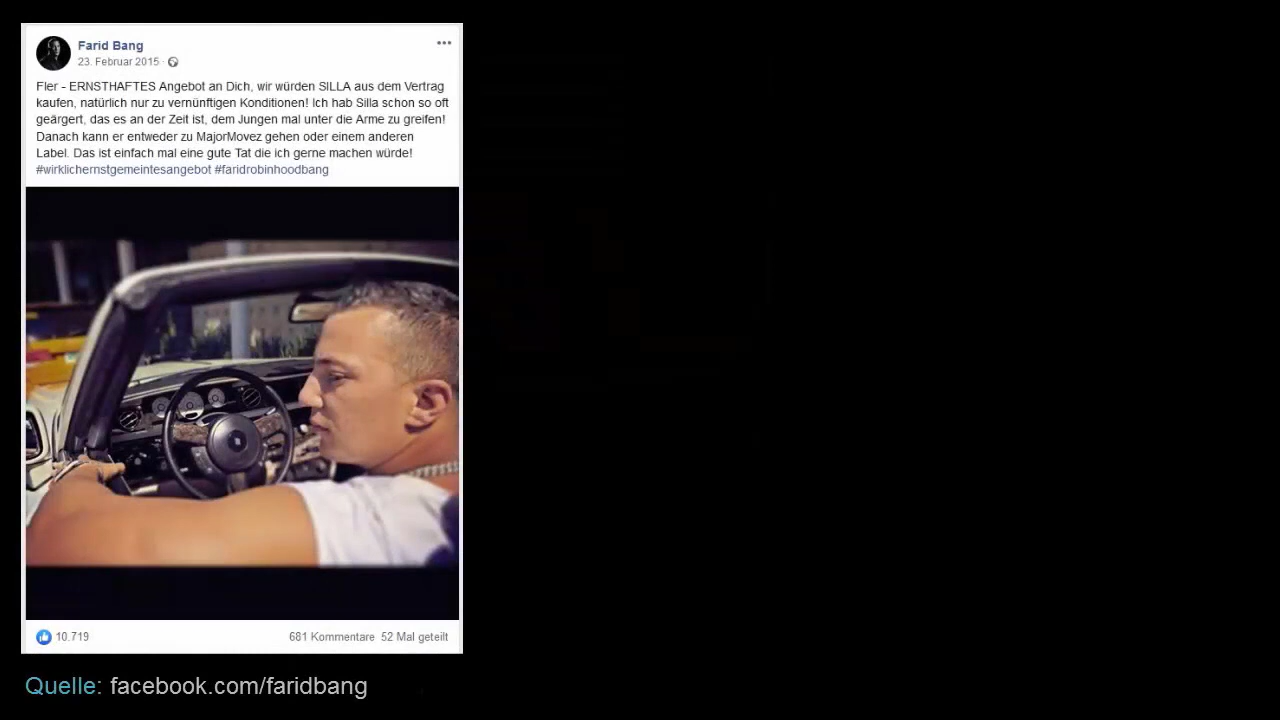 Farid Bang
23. Februar 2015 ·
Fler - ERNSTHAFTES Angebot an Dich, wir würden SILLA aus dem Vertrag
kaufen, natürlich nur zu vernünftigen Konditionen! Ich hab Silla schon so oft
geärgert, das es an der Zeit ist, dem Jungen mal unter die Arme zu greifen!
Danach kann er entweder zu MajorMovez gehen oder einem anderen
Label. Das ist einfach mal eine gute Tat die ich gerne machen würde!
#wirklichernstgemeintesangebot #faridrobinhoodbang
10.719 681 Kommentare 52 Mal geteilt
Quelle: facebook.com/faridbang